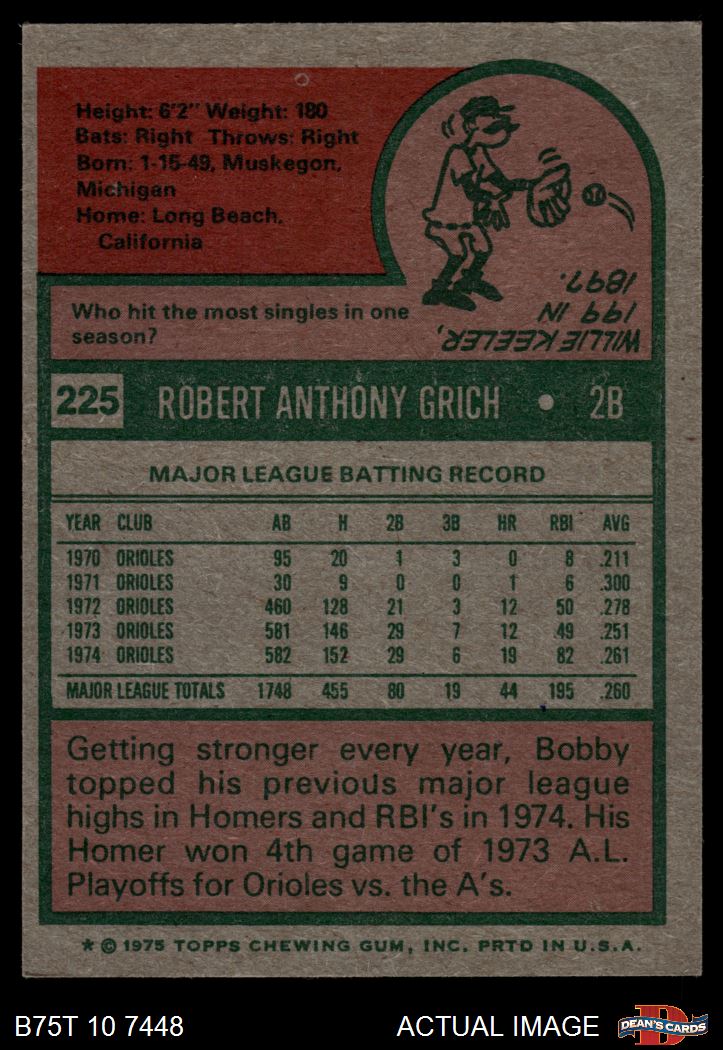 Height: 6'2" Weight: 180
Bats: Right Throws: Right
Born: 1-15-49, Muskegon,
Michigan
Home: Long Beach,
California
Who hit the most singles in one
season?
WILLIE KEELER,
199 IN
1897.
225 ROBERT ANTHONY GRICH • 2B
MAJOR LEAGUE BATTING RECORD
YEAR CLUB AB H 2B 3B HR RBI AVG
1970 ORIOLES 95 20 1 3 0 8 .211
1971 ORIOLES 30 9 0 0 1 6 .300
1972 ORIOLES 460 128 21 3 12 50 .278
1973 ORIOLES 581 146 29 7 12 49 .251
1974 ORIOLES 582 152 29 6 19 82 .261
MAJOR LEAGUE TOTALS 1748 455 80 19 44 195 .260
Getting stronger every year, Bobby
topped his previous major league
highs in Homers and RBI's in 1974. His
Homer won 4th game of 1973 A.L.
Playoffs for Orioles vs. the A's.
* © 1975 TOPPS CHEWING GUM, INC. PRTD IN U.S.A.
B75T 10 7448 ACTUAL IMAGE D DEAN'S CARDS